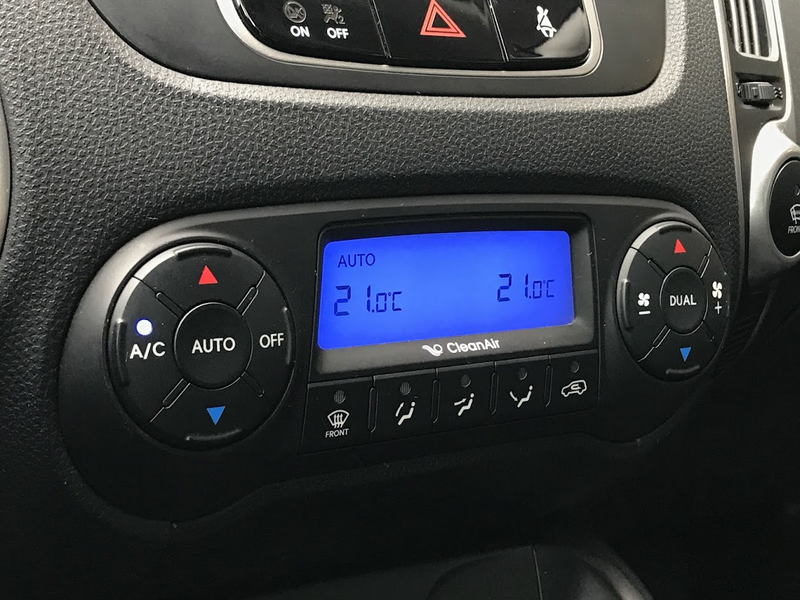 ON
OFF
AUTO
21.0°C
21.0°C
CleanAir
A/C
AUTO
OFF
DUAL
−
+
FRONT